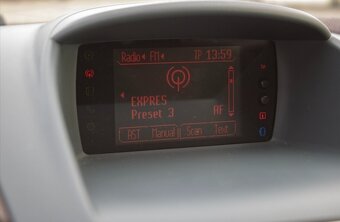 Radio FM TP 13:59
EXPRES
Preset 3 AF
AST Manual Scan Text